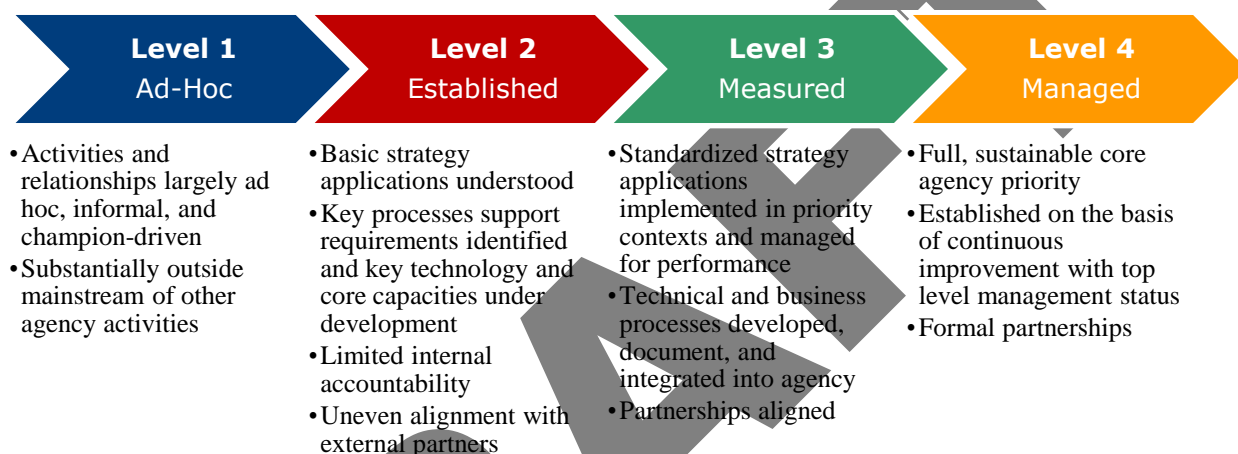 Level 1
Ad-Hoc
•Activities and
relationships largely ad
hoc, informal, and
champion-driven
•Substantially outside
mainstream of other
agency activities
Level 2
Established
•Basic strategy
applications understood
•Key processes support
requirements identified
and key technology and
core capacities under
development
•Limited internal
accountability
•Uneven alignment with
external partners
Level 3
Measured
•Standardized strategy
applications
implemented in priority
contexts and managed
for performance
•Technical and business
processes developed,
document, and
integrated into agency
•Partnerships aligned
Level 4
Managed
•Full, sustainable core
agency priority
•Established on the basis
of continuous
improvement with top
level management status
•Formal partnerships